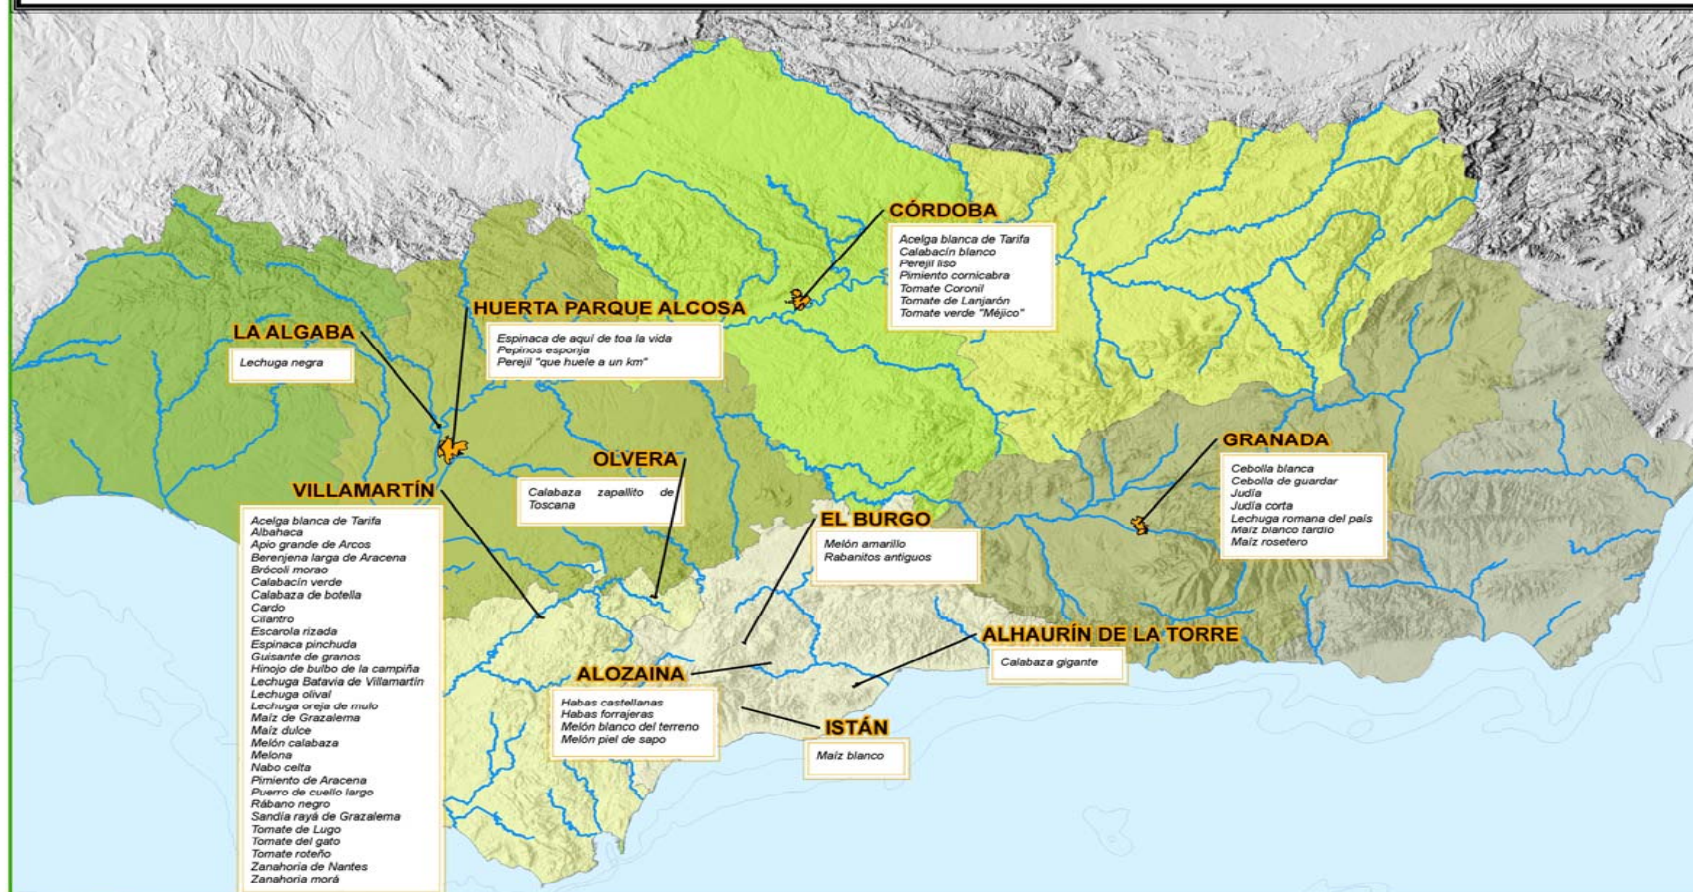 CÓRDOBA
Acelga blanca de Tarifa
Calabacín blanco
Perejil liso
Pimiento cornicabra
Tomate Coronil
Tomate de Lanjarón
Tomate verde "Méjico"
HUERTA PARQUE ALCOSA
Espinaca de aquí de toa la vida
Pepinos esponja
Perejil "que huele a un km"
LA ALGABA
Lechuga negra
GRANADA
Cebolla blanca
Cebolla de guardar
Judía
Judía corta
Lechuga romana del país
Maíz blanco tardío
Maíz rosetero
OLVERA
Calabaza zapallito de
Toscana
VILLAMARTÍN
Acelga blanca de Tarifa
Albahaca
Apio grande de Arcos
Berenjena larga de Aracena
Brócoli morao
Calabacín verde
Calabaza de botella
Cardo
Cilantro
Escarola rizada
Espinaca pinchuda
Guisante de granos
Hinojo de bulbo de la campiña
Lechuga Batavia de Villamartín
Lechuga olival
Lechuga oreja de mulo
Maíz de Grazalema
Maíz dulce
Melón calabaza
Melona
Nabo celta
Pimiento de Aracena
Puerro de cuello largo
Rábano negro
Sandía rayá de Grazalema
Tomate de Lugo
Tomate del gato
Tomate roteño
Zanahoria de Nantes
Zanahoria morá
EL BURGO
Melón amarillo
Rabanitos antiguos
ALHAURÍN DE LA TORRE
Calabaza gigante
ALOZAINA
Habas castellanas
Habas forrajeras
Melón blanco del terreno
Melón piel de sapo
ISTÁN
Maíz blanco